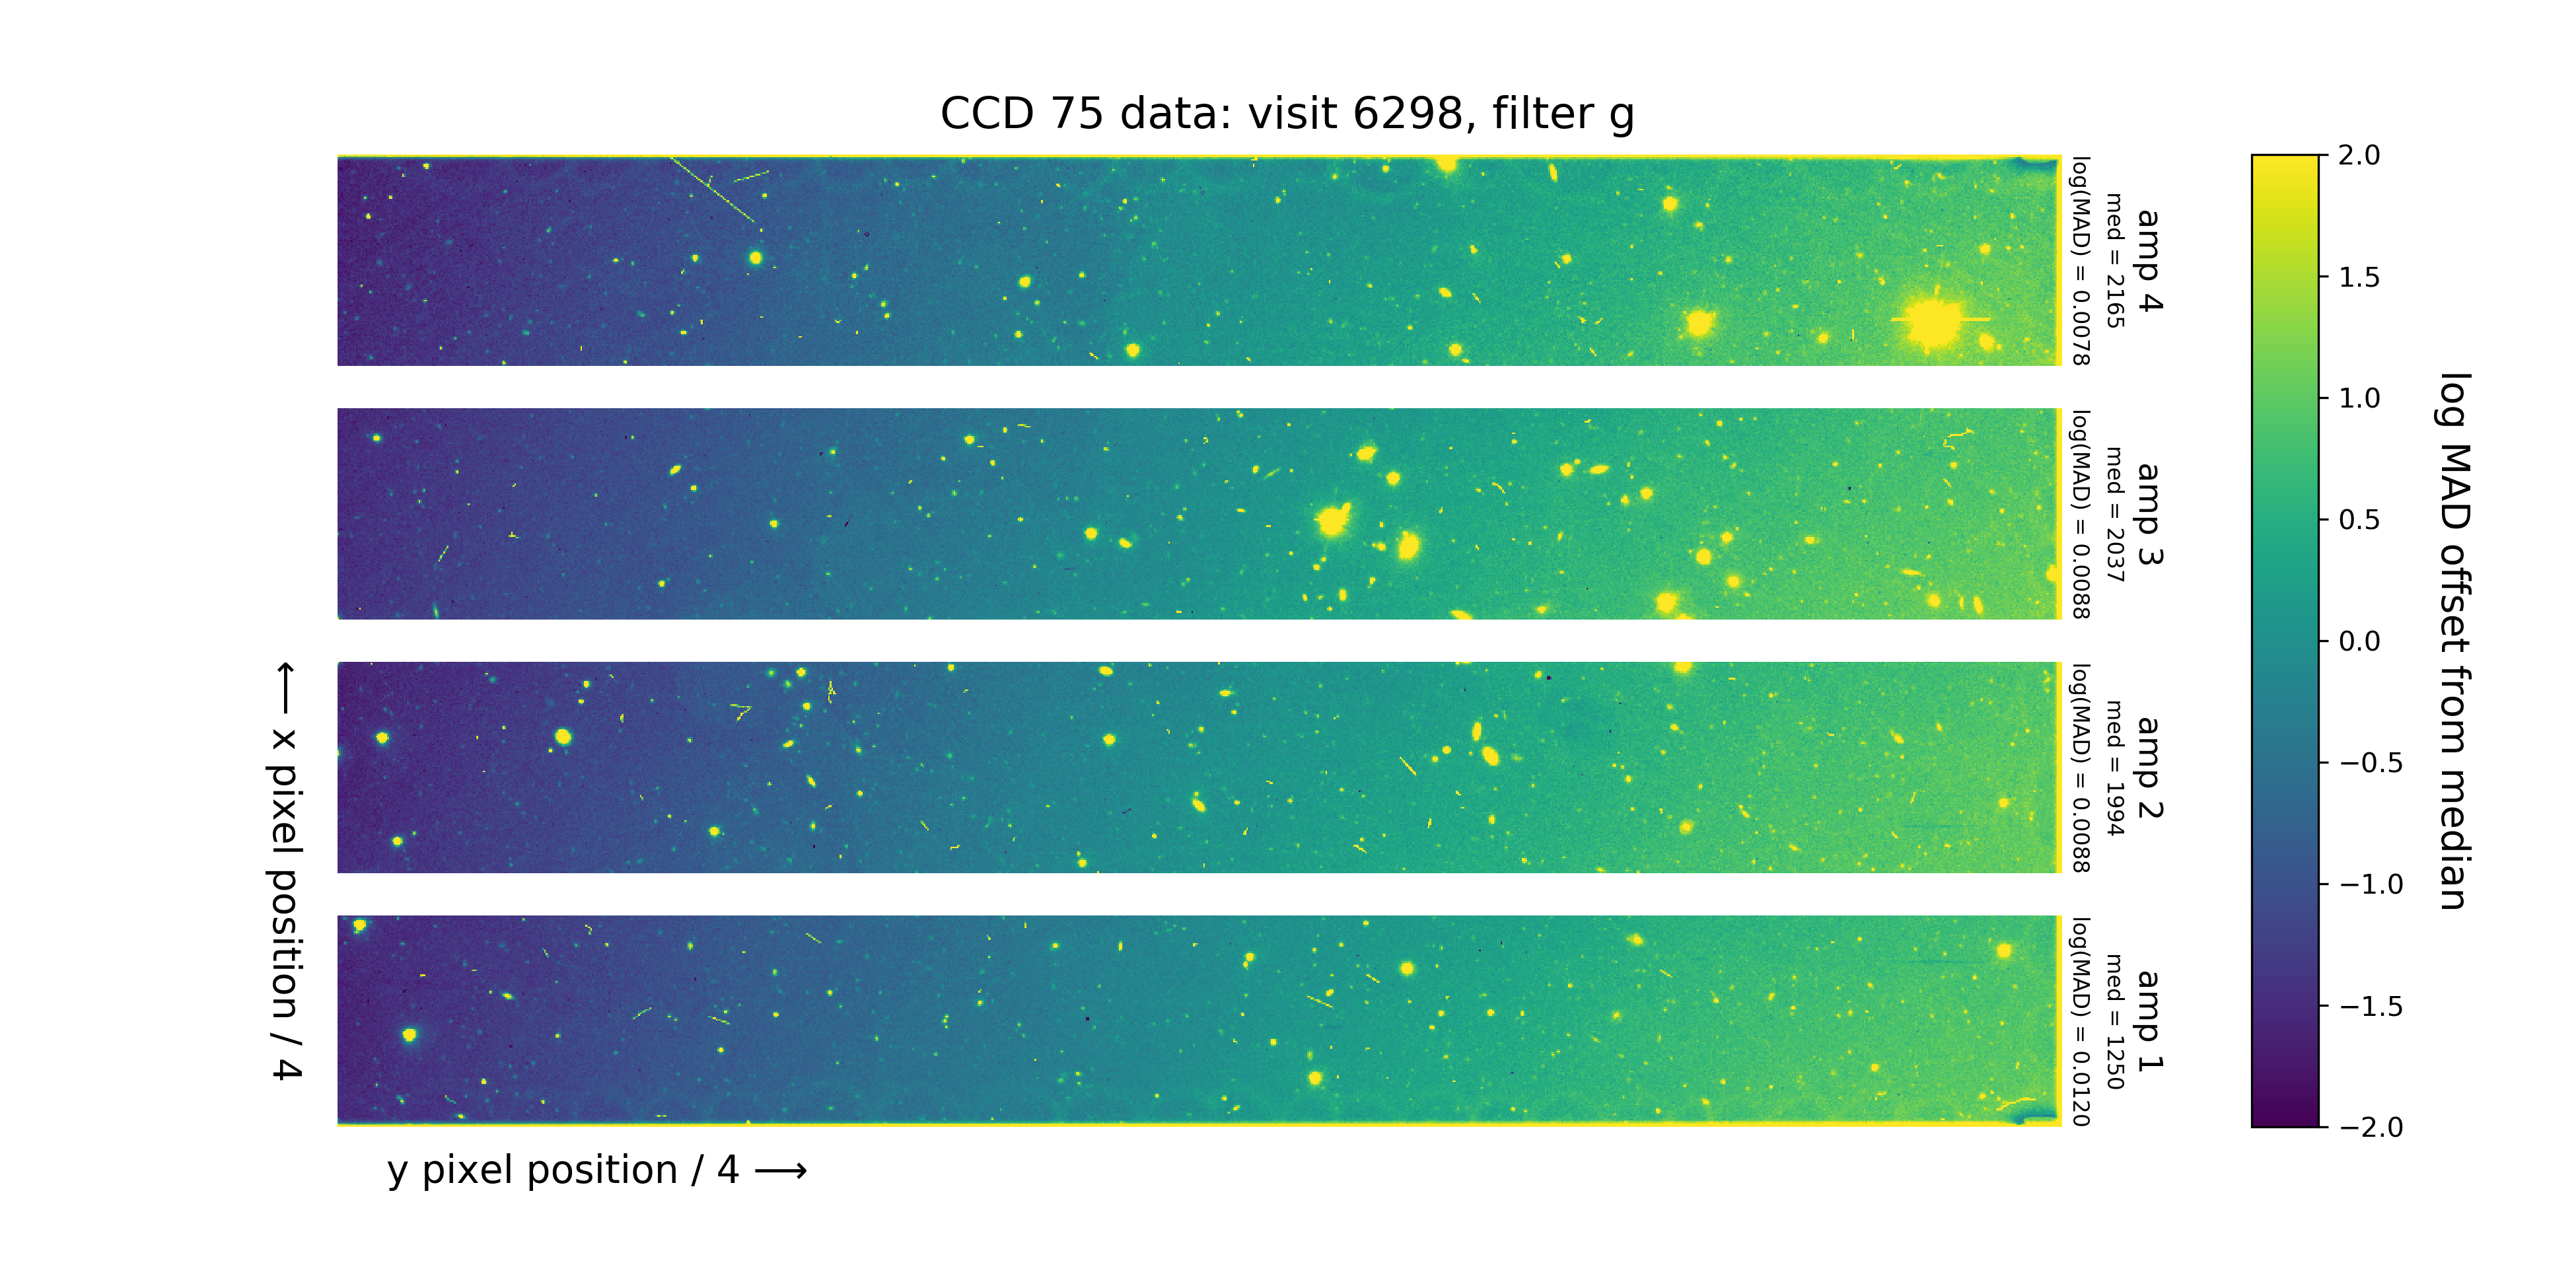 CCD 75 data: visit 6298, filter g
amp 4
med = 2165
log(MAD) = 0.0078
amp 3
med = 2037
log(MAD) = 0.0088
amp 2
med = 1994
log(MAD) = 0.0088
amp 1
med = 1250
log(MAD) = 0.0120
⟵ x pixel position / 4
y pixel position / 4 ⟶
2.0
1.5
1.0
0.5
0.0
−0.5
−1.0
−1.5
−2.0
log MAD offset from median